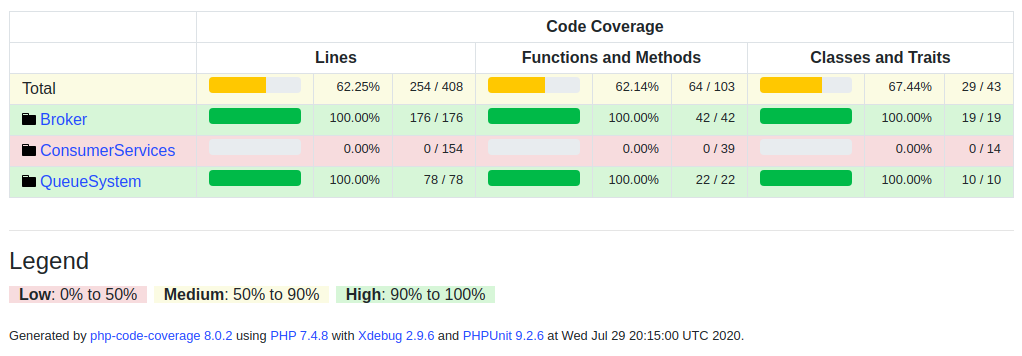 Code Coverage
Lines Functions and Methods Classes and Traits
Total 62.25% 254 / 408 62.14% 64 / 103 67.44% 29 / 43
Broker 100.00% 176 / 176 100.00% 42 / 42 100.00% 19 / 19
ConsumerServices 0.00% 0 / 154 0.00% 0 / 39 0.00% 0 / 14
QueueSystem 100.00% 78 / 78 100.00% 22 / 22 100.00% 10 / 10
Legend
Low: 0% to 50% Medium: 50% to 90% High: 90% to 100%
Generated by php-code-coverage 8.0.2 using PHP 7.4.8 with Xdebug 2.9.6 and PHPUnit 9.2.6 at Wed Jul 29 20:15:00 UTC 2020.